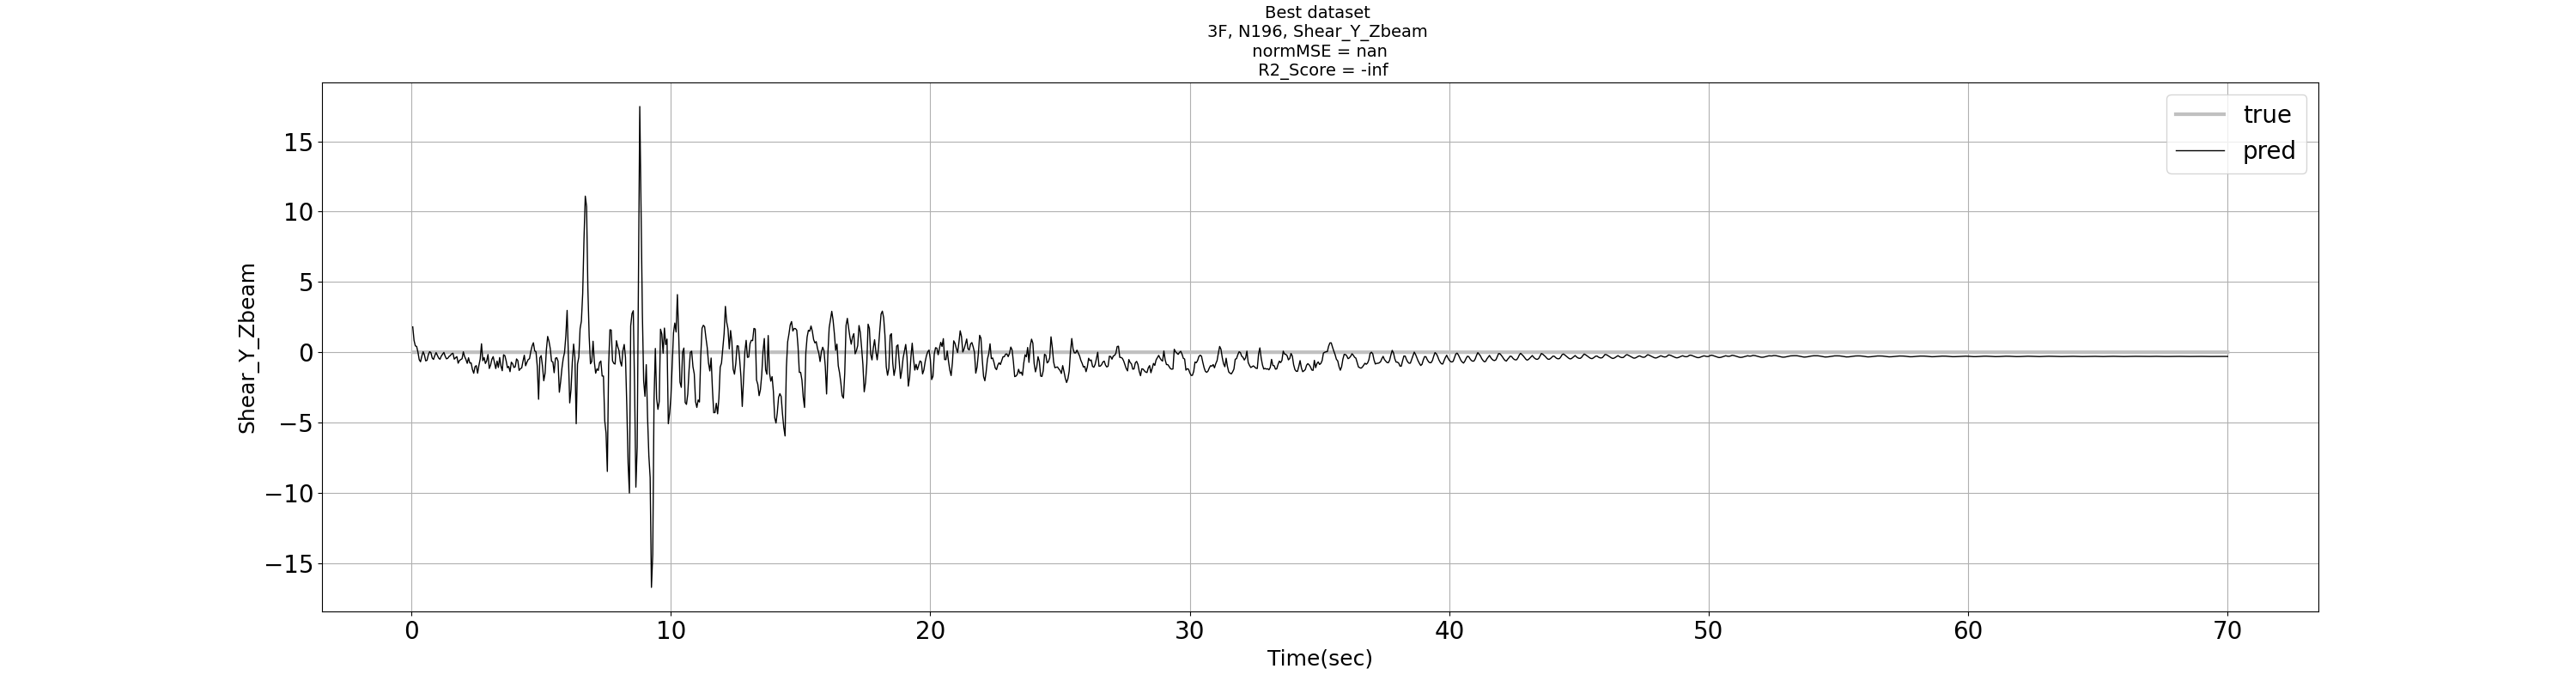 Best dataset
3F, N196, Shear_Y_Zbeam
normMSE = nan
R2_Score = -inf
true
pred
15
10
5
0
−5
−10
−15
Shear_Y_Zbeam
0 10 20 30 40 50 60 70
Time(sec)